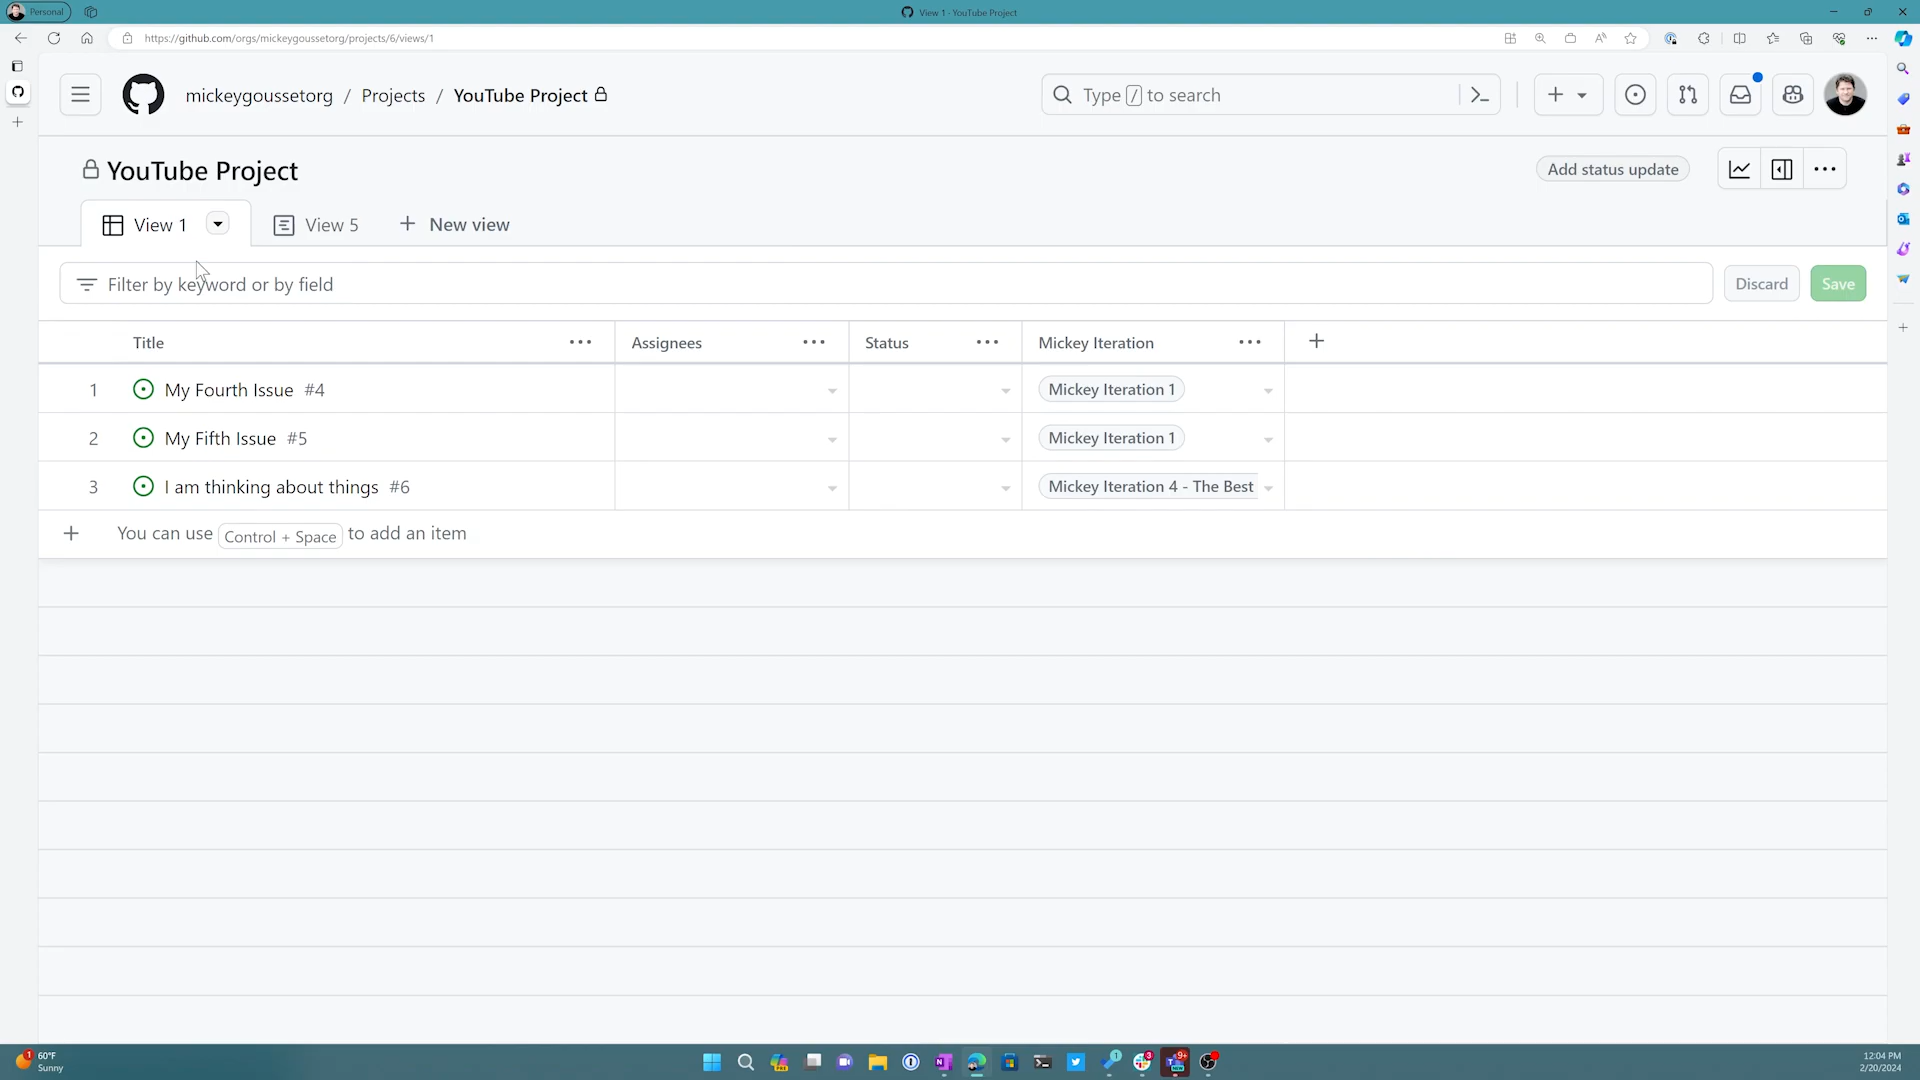 Personal
View 1 · YouTube Project
https://github.com/orgs/mickeygoussetorg/projects/6/views/1
mickeygoussetorg / Projects / YouTube Project
Type / to search
YouTube Project
Add status update
View 1
View 5
New view
Filter by keyword or by field
Discard
Save
Title
Assignees
Status
Mickey Iteration
1 My Fourth Issue #4 Mickey Iteration 1
2 My Fifth Issue #5 Mickey Iteration 1
3 I am thinking about things #6 Mickey Iteration 4 - The Best
You can use Control + Space to add an item
1
60°F
Sunny
1
3
9+
12:04 PM
2/20/2024